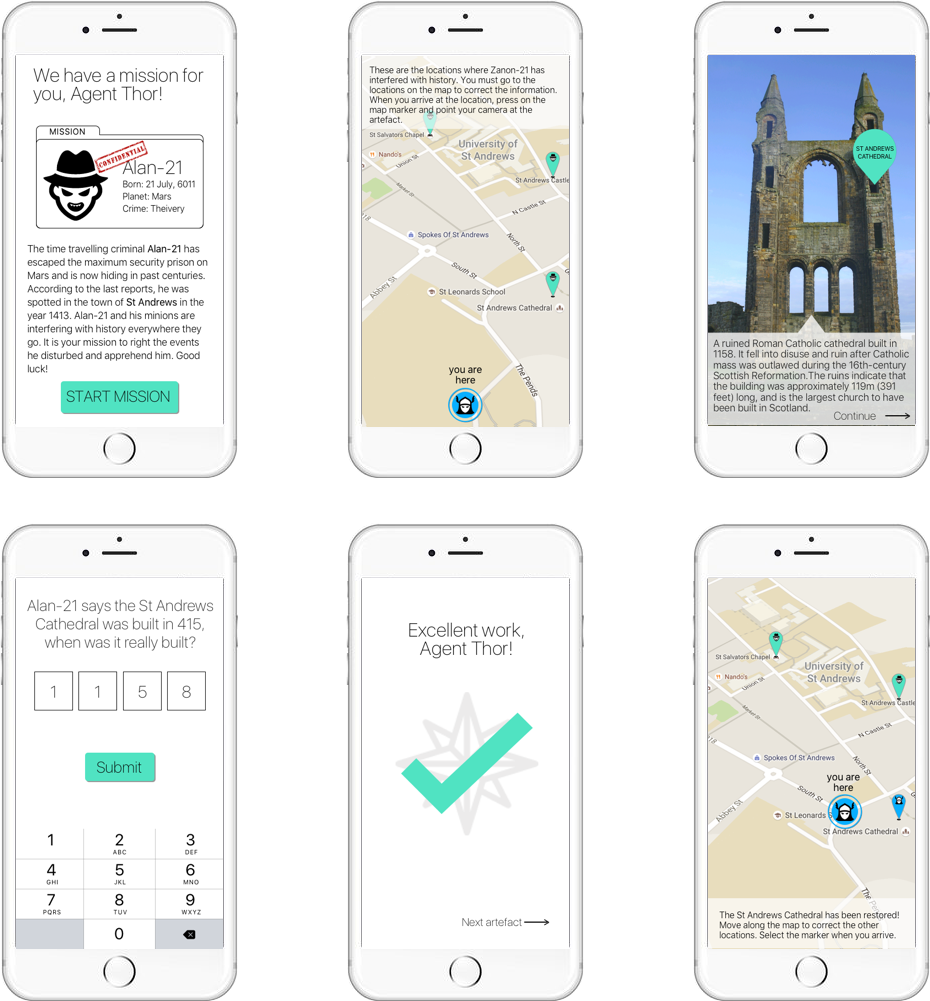 We have a mission for
you, Agent Thor!
MISSION
CONFIDENTIAL
Alan-21
Born: 21 July, 6011
Planet: Mars
Crime: Theivery
The time travelling criminal Alan-21 has
escaped the maximum security prison on
Mars and is now hiding in past centuries.
According to the last reports, he was
spotted in the town of St Andrews in the
year 1413. Alan-21 and his minions are
interfering with history everywhere they
go. It is your mission to right the events
he disturbed and apprehend him. Good
luck!
START MISSION
These are the locations where Zanon-21 has
interfered with history. You must go to the
locations on the map to correct the information.
When you arrive at the location, press on the
map marker and point your camera at the
artefact.
St Salvators Chapel
University of
St Andrews
Nando's
Union St
St Andrews Castle
Market St
N Castle St
Spokes Of St Andrews
North St
South St
Abbey St
St Leonards School
St Andrews Cathedral
The Pends
you are
here
ST ANDREWS
CATHEDRAL
A ruined Roman Catholic cathedral built in
1158. It fell into disuse and ruin after Catholic
mass was outlawed during the 16th-century
Scottish Reformation.The ruins indicate that
the building was approximately 119m (391
feet) long, and is the largest church to have
been built in Scotland.
Continue
Alan-21 says the St Andrews
Cathedral was built in 415,
when was it really built?
1 1 5 8
Submit
1 2 3
ABC DEF
4 5 6
GHI JKL MNO
7 8 9
PQRS TUV WXYZ
0
Excellent work,
Agent Thor!
Next artefact
St Salvators Chapel
University of
St Andrews
Nando's
Union St
St Andrews Castle
Market St
N Castle St
918
Spokes Of St Andrews
North St
you are
here
South St
Abbey St
St Leonards S
St Andrews Cathedral
The Pends
The St Andrews Cathedral has been restored!
Move along the map to correct the other
locations. Select the marker when you arrive.